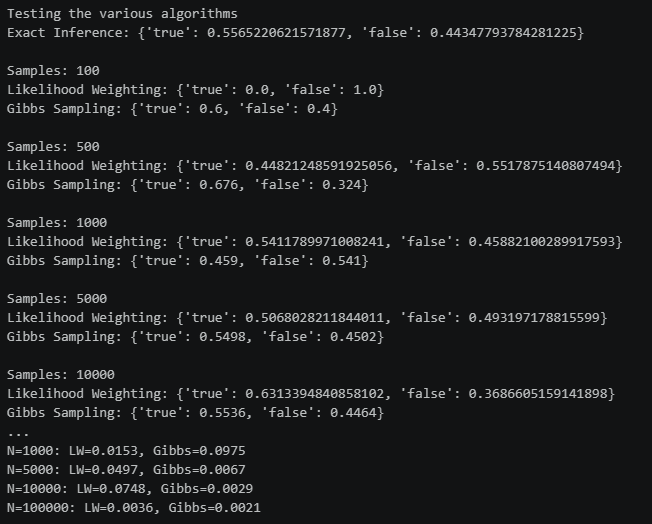 Testing the various algorithms
Exact Inference: {'true': 0.5565220621571877, 'false': 0.44347793784281225}
Samples: 100
Likelihood Weighting: {'true': 0.0, 'false': 1.0}
Gibbs Sampling: {'true': 0.6, 'false': 0.4}
Samples: 500
Likelihood Weighting: {'true': 0.44821248591925056, 'false': 0.5517875140807494}
Gibbs Sampling: {'true': 0.676, 'false': 0.324}
Samples: 1000
Likelihood Weighting: {'true': 0.5411789971008241, 'false': 0.45882100289917593}
Gibbs Sampling: {'true': 0.459, 'false': 0.541}
Samples: 5000
Likelihood Weighting: {'true': 0.5068028211844011, 'false': 0.493197178815599}
Gibbs Sampling: {'true': 0.5498, 'false': 0.4502}
Samples: 10000
Likelihood Weighting: {'true': 0.6313394840858102, 'false': 0.3686605159141898}
Gibbs Sampling: {'true': 0.5536, 'false': 0.4464}
...
N=1000: LW=0.0153, Gibbs=0.0975
N=5000: LW=0.0497, Gibbs=0.0067
N=10000: LW=0.0748, Gibbs=0.0029
N=100000: LW=0.0036, Gibbs=0.0021